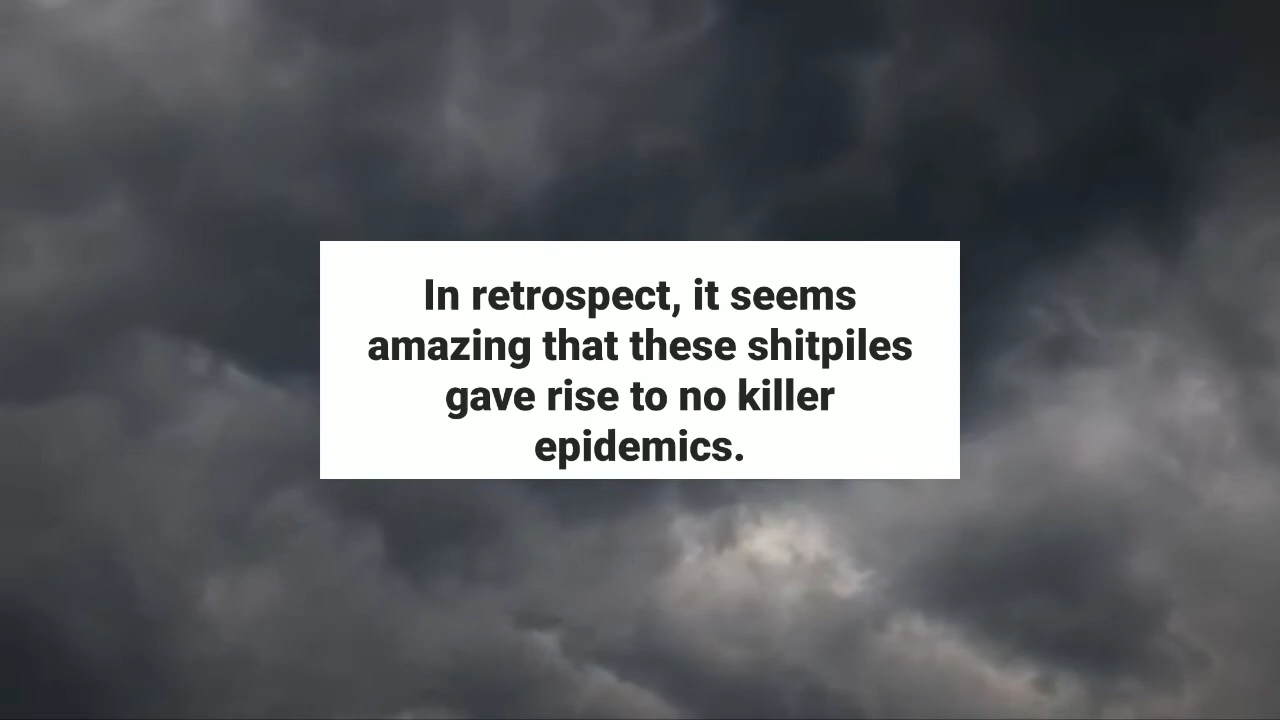 In retrospect, it seems
amazing that these shitpiles
gave rise to no killer
epidemics.